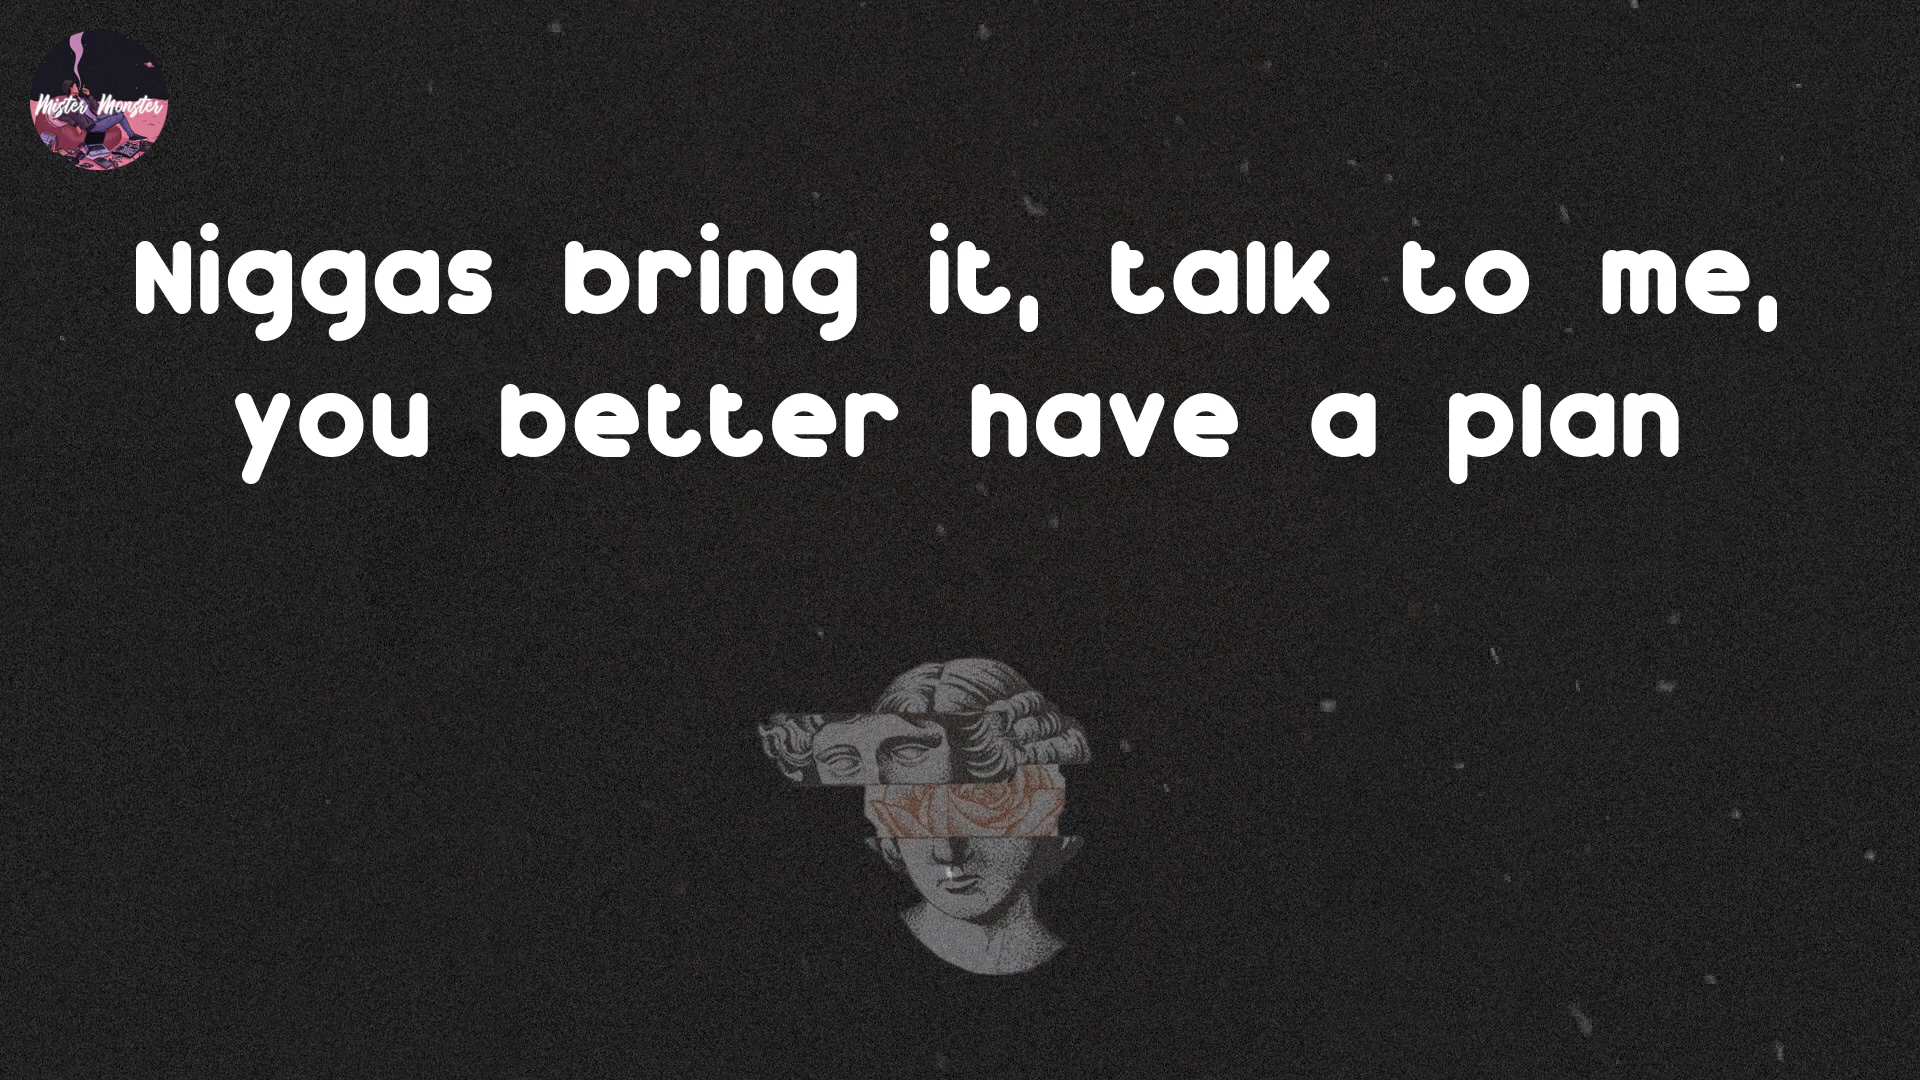 Mister Monster
Niggas bring it, talk to me,
you better have a plan